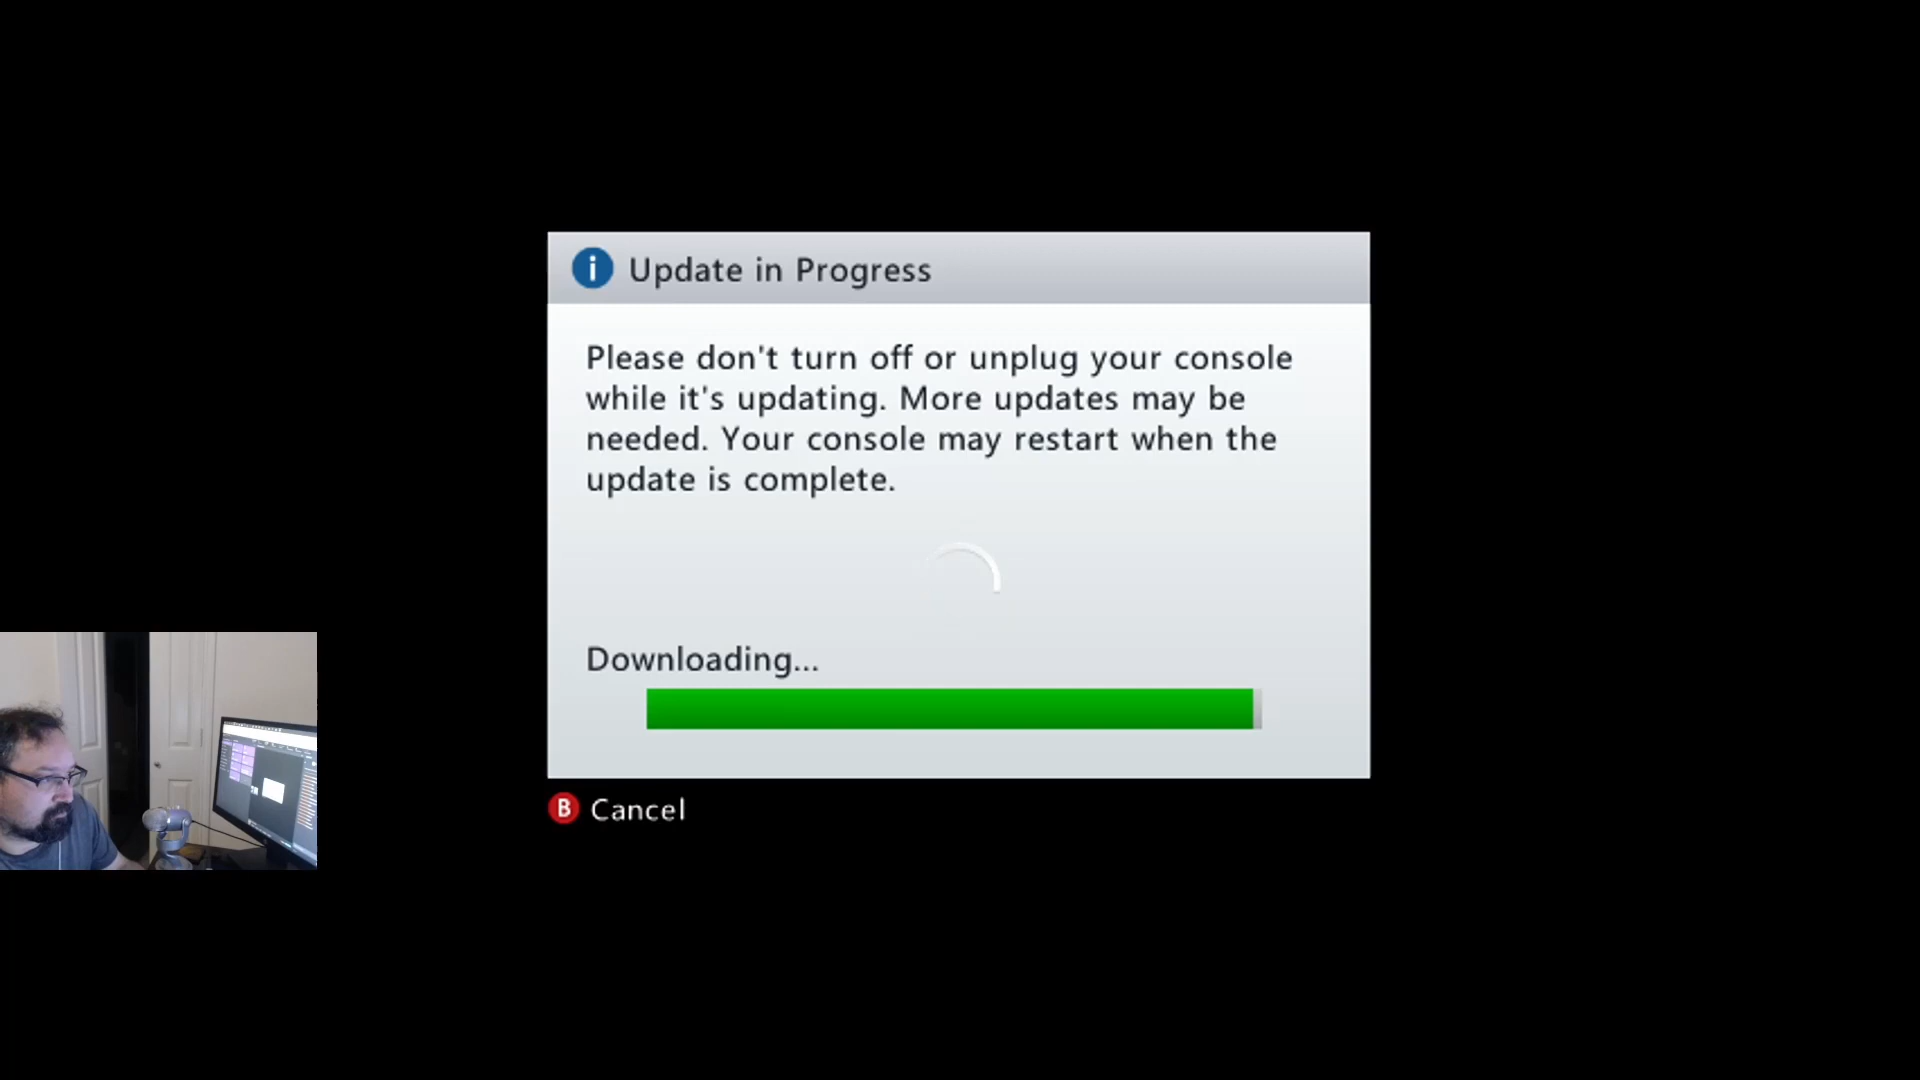 Update in Progress
Please don't turn off or unplug your console
while it's updating. More updates may be
needed. Your console may restart when the
update is complete.
Downloading...
B Cancel